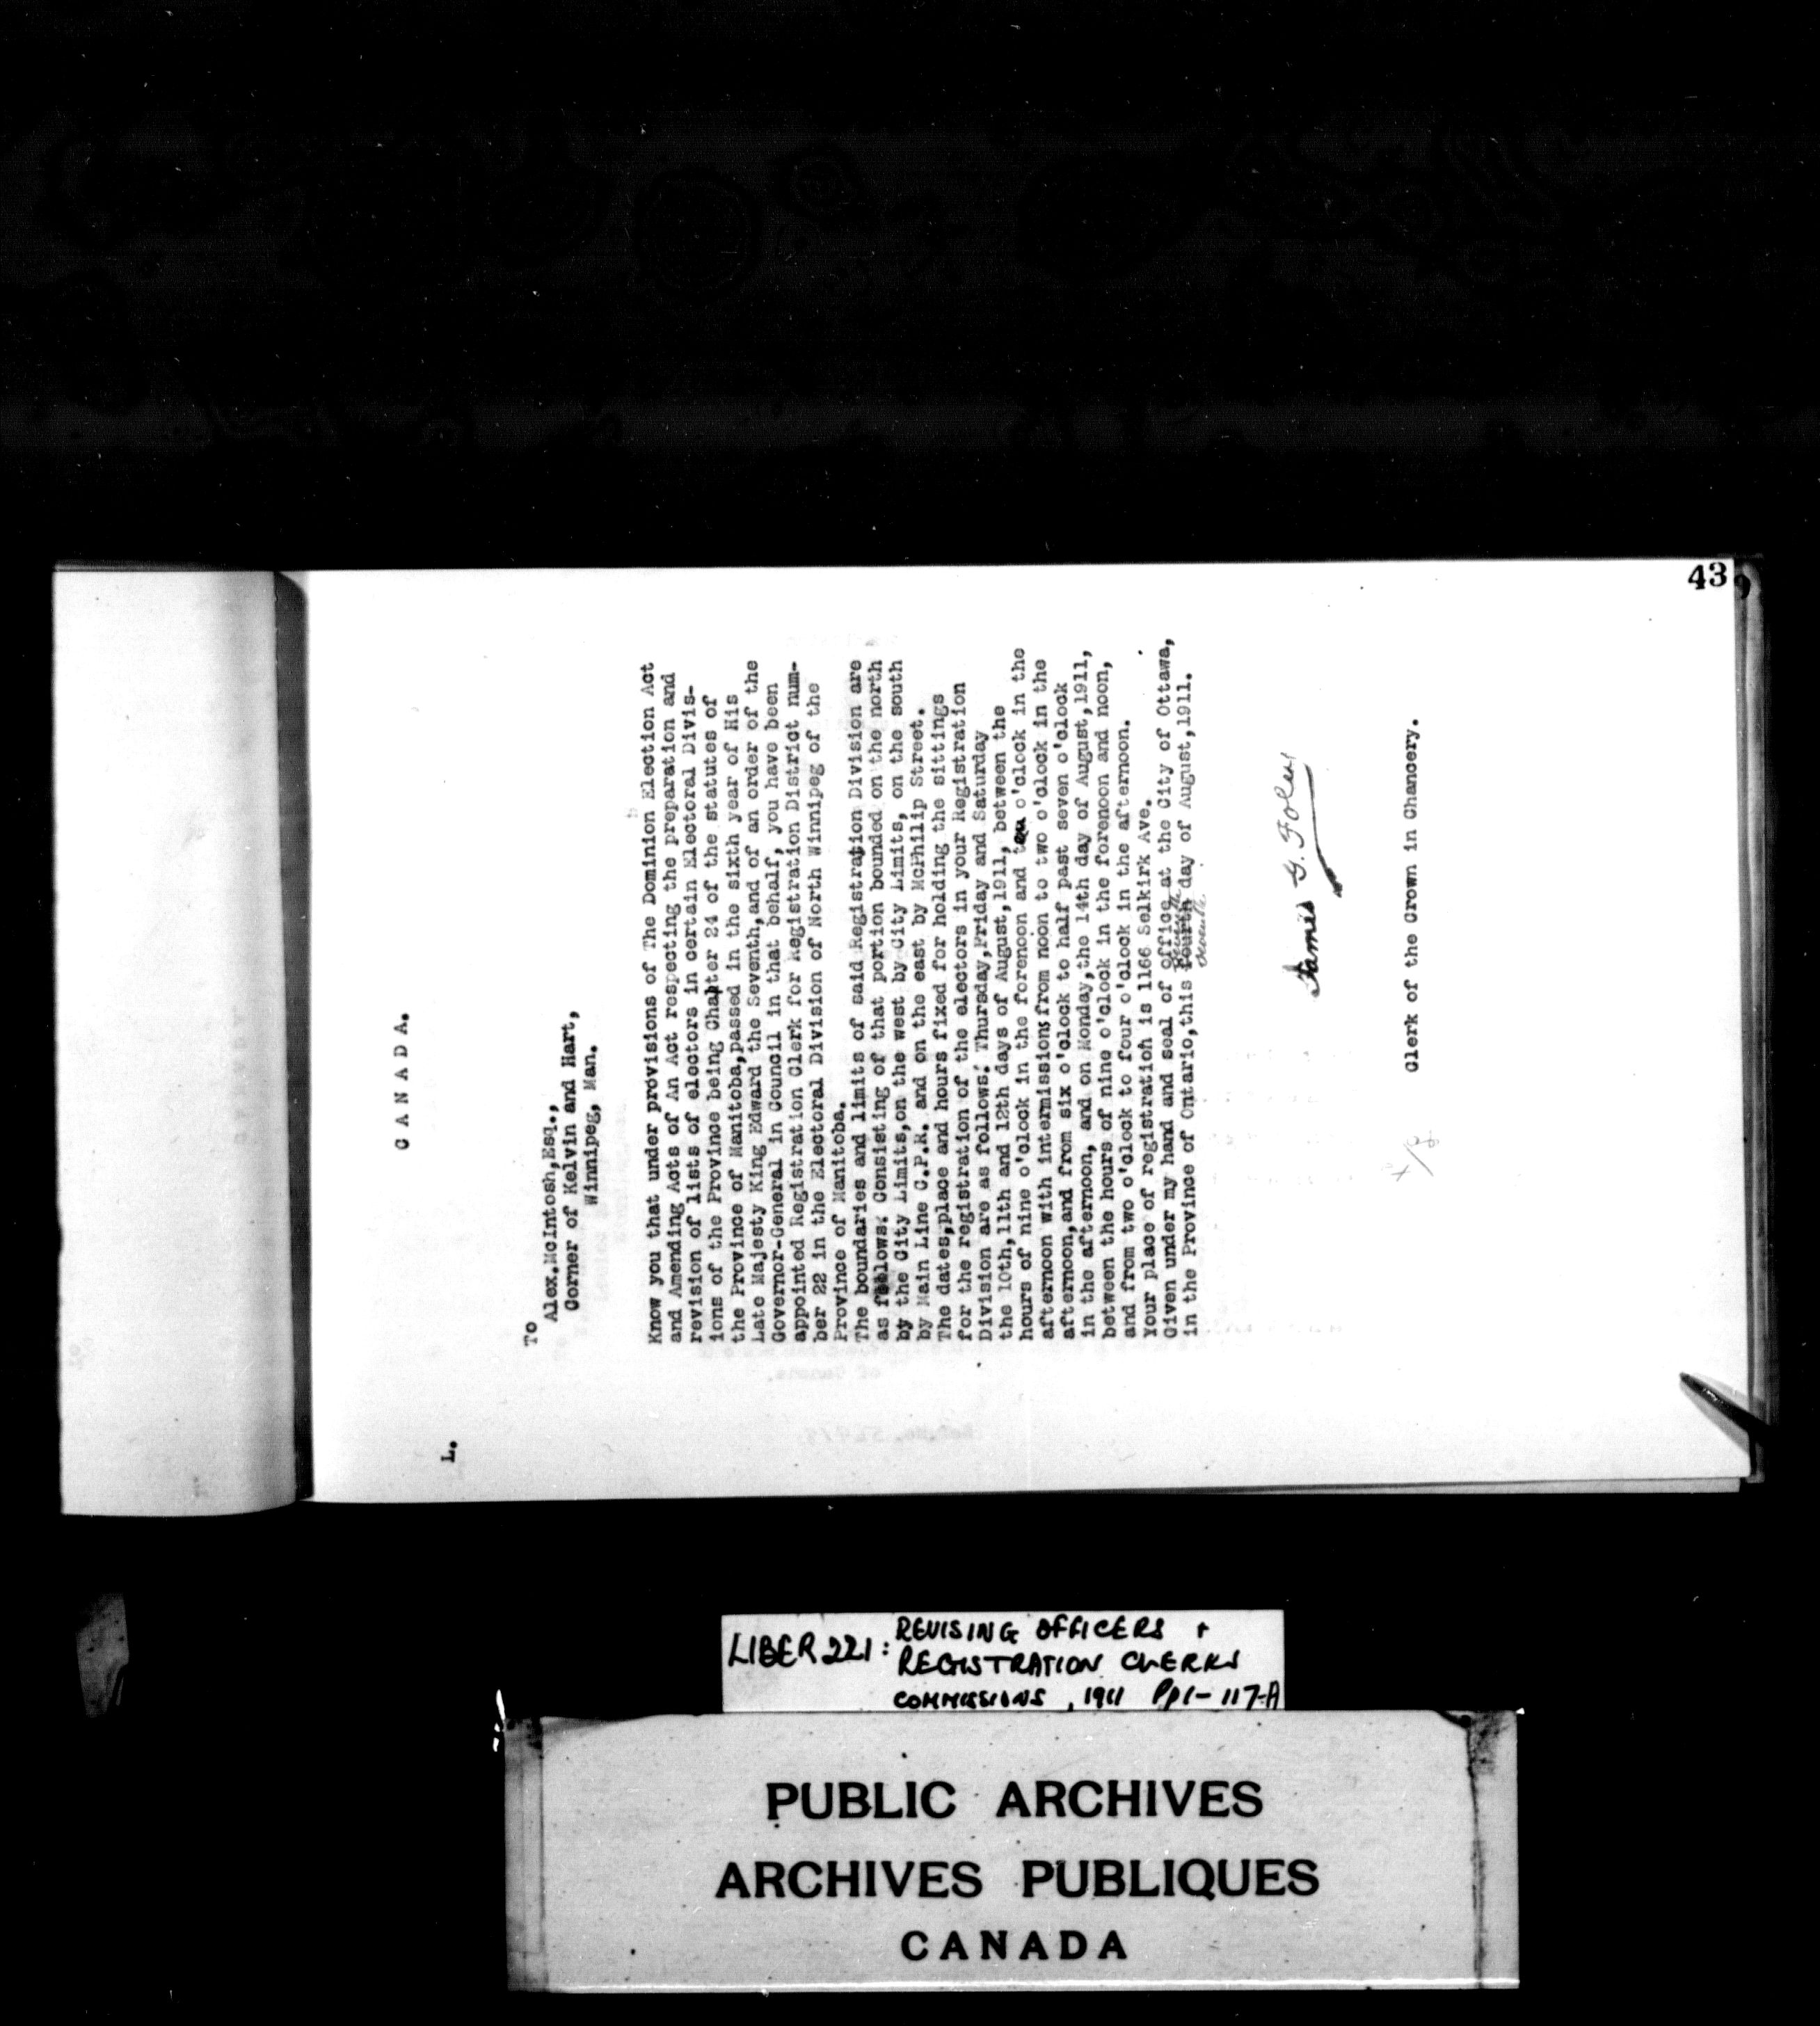 43
C A N A D A.
L.
To
Alex.McIntosh,Esq.,
Corner of Kelvin and Hart,
Winnipeg, Man.
Know you that under provisions of The Dominion Election Act
and Amending Acts of An Act respecting the preparation and
revision of lists of electors in certain Electoral Divis-
ions of the Province being Chapter 24 of the statutes of
the Province of Manitoba,passed in the sixth year of His
Late Majesty King Edward the Seventh,and of an order of the
Governor-General in Council in that behalf, you have been
appointed Registration Clerk for Registration District num-
ber 22 in the Electoral Division of North Winnipeg of the
Province of Manitoba.
The boundaries and limits of said Registration Division are
as follows: Consisting of that portion bounded on the north
by the City Limits,on the west by City Limits, on the south
by Main Line C.P.R. and on the east by McPhilip Street.
The dates,place and hours fixed for holding the sittings
for the registration of the electors in your Registration
Division are as follows: Thursday,Friday and Saturday
the 10th,11th and 12th days of August,1911, between the
hours of nine o'clock in the forenoon and ten o'clock in the
afternoon with intermissions from noon to two o'clock in the
afternoon,and from six o'clock to half past seven o'clock
in the afternoon, and on Monday,the 14th day of August,1911,
between the hours of nine o'clock in the forenoon and noon,
and from two o'clock to four o'clock in the afternoon.
Your place of registration is 1166 Selkirk Ave.
Given under my hand and seal of office at the City of Ottawa,
in the Province of Ontario,this fourth day of August,1911.
seventh
James G. Foley
Clerk of the Crown in Chancery.
LIBER 221: REVISING OFFICERS +
REGISTRATION CLERKS
COMMISSIONS , 1911 Pp1-117-A
PUBLIC ARCHIVES
ARCHIVES PUBLIQUES
CANADA